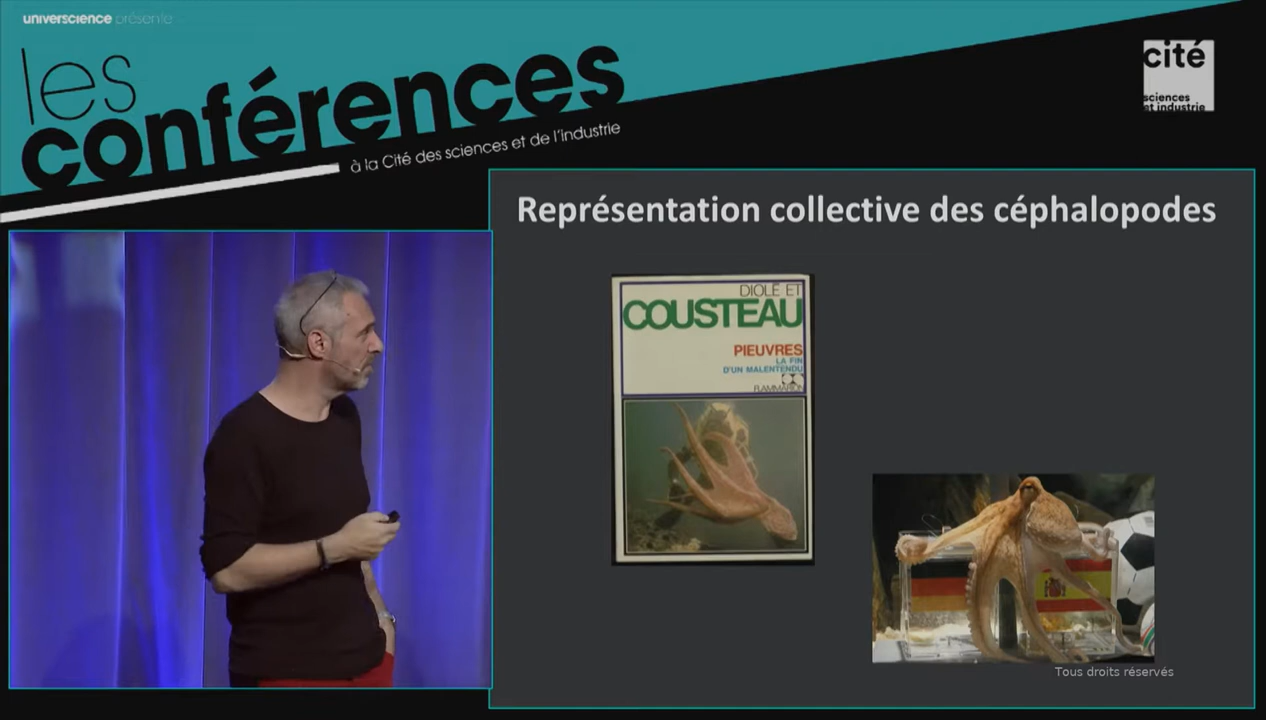 universcience présente
les
conférences
à la Cité des sciences et de l'industrie
cité
sciences
et industrie
Représentation collective des céphalopodes
DIOLÉ ET
COUSTEAU
PIEUVRES
LA FIN
D'UN MALENTENDU
FLAMMARION
Tous droits réservés